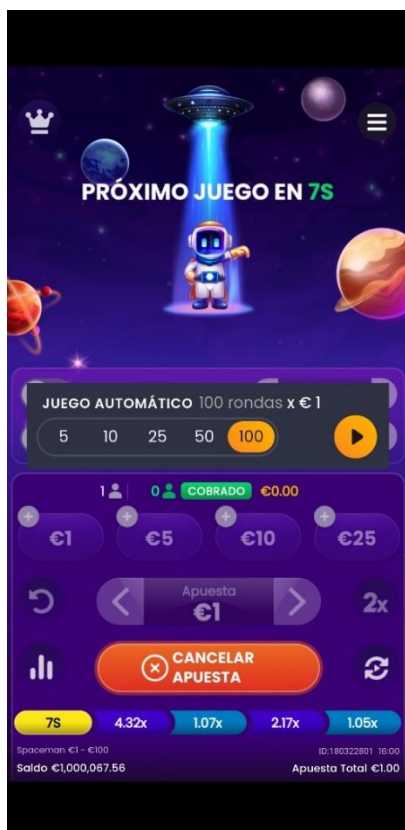 PRÓXIMO JUEGO EN 7S
JUEGO AUTOMÁTICO 100 rondas x € 1
5 10 25 50 100
1 0 COBRADO €0.00
€1 €5 €10 €25
Apuesta
€1
2x
CANCELAR
APUESTA
7S 4.32x 1.07x 2.17x 1.05x
Spaceman €1 - €100 ID:180322801 16:00
Saldo €1,000,067.56 Apuesta Total €1.00